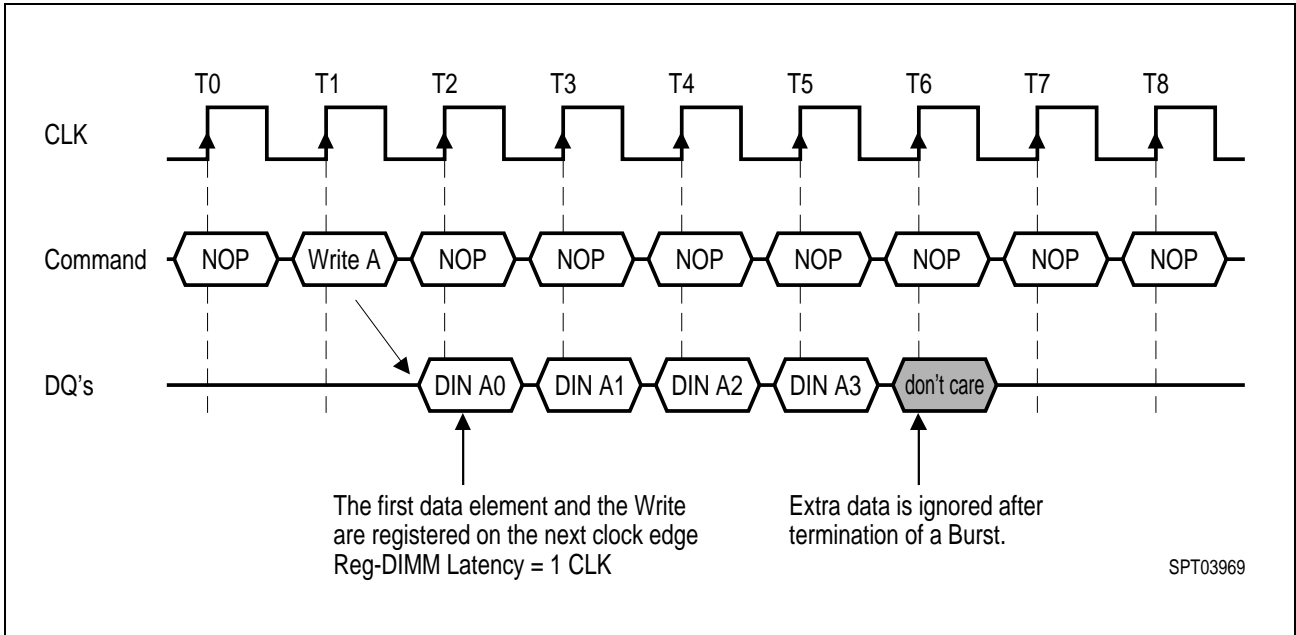 T0 T1 T2 T3 T4 T5 T6 T7 T8
CLK
Command NOP Write A NOP NOP NOP NOP NOP NOP NOP
DQ's DIN A0 DIN A1 DIN A2 DIN A3 don't care
The first data element and the Write
are registered on the next clock edge
Reg-DIMM Latency = 1 CLK
Extra data is ignored after
termination of a Burst.
SPT03969